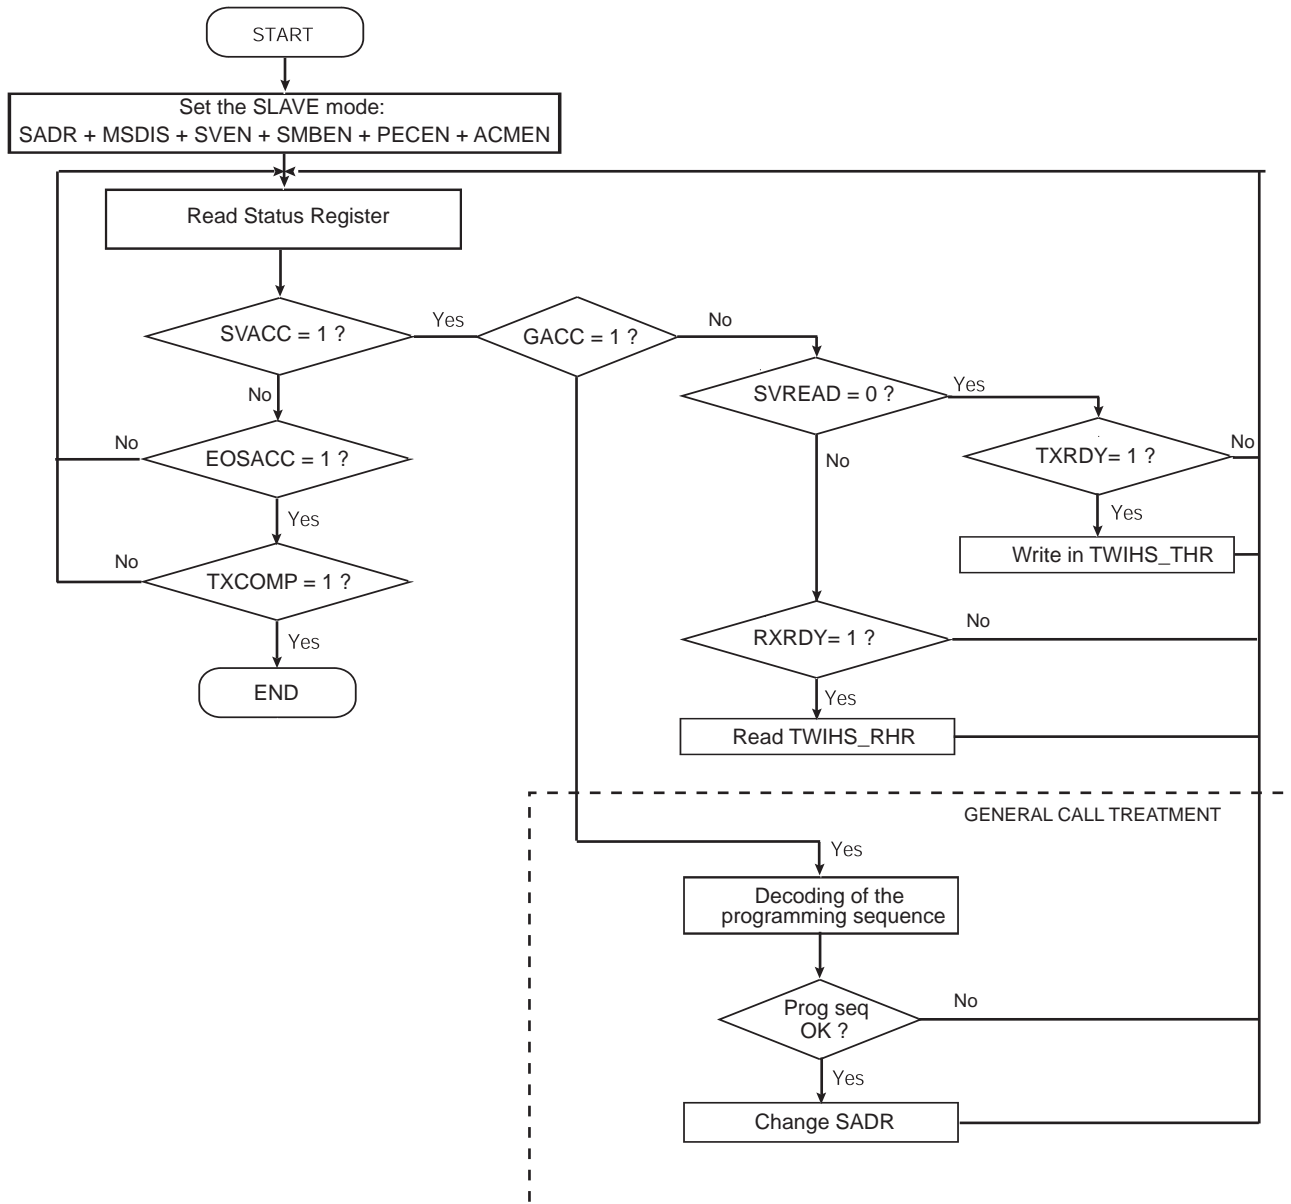 START
Set the SLAVE mode:
SADR + MSDIS + SVEN + SMBEN + PECEN + ACMEN
Read Status Register
SVACC = 1 ?
Yes
GACC = 1 ?
No
SVREAD = 0 ?
Yes
No
No
EOSACC = 1 ?
No
TXRDY= 1 ?
No
Yes
Yes
Write in TWIHS_THR
No
TXCOMP = 1 ?
Yes
RXRDY= 1 ?
No
END
Yes
Read TWIHS_RHR
GENERAL CALL TREATMENT
Yes
Decoding of the
programming sequence
Prog seq
OK ?
No
Yes
Change SADR